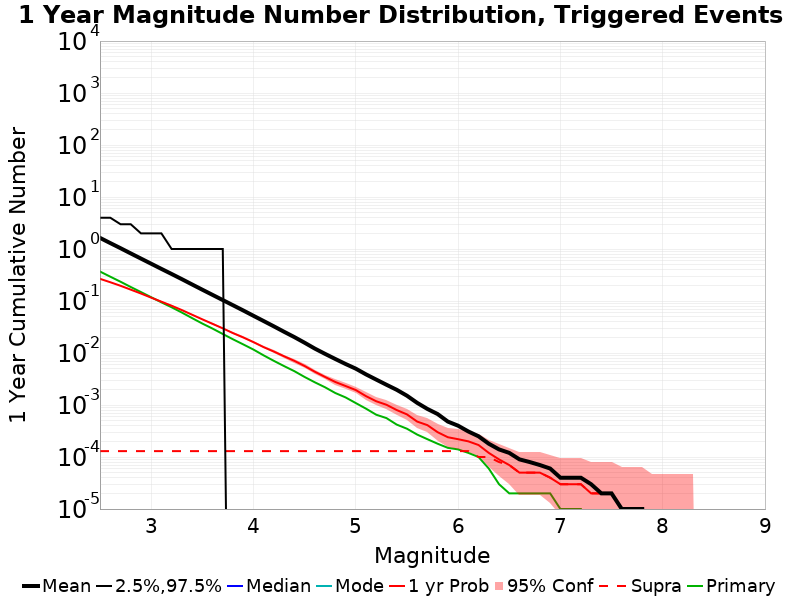 1 Year Magnitude Number Distribution, Triggered Events
10^4
10^3
10^2
10^1
10^0
10^-1
10^-2
10^-3
10^-4
10^-5
1 Year Cumulative Number
3 4 5 6 7 8 9
Magnitude
Mean 2.5%,97.5% Median Mode 1 yr Prob 95% Conf Supra Primary